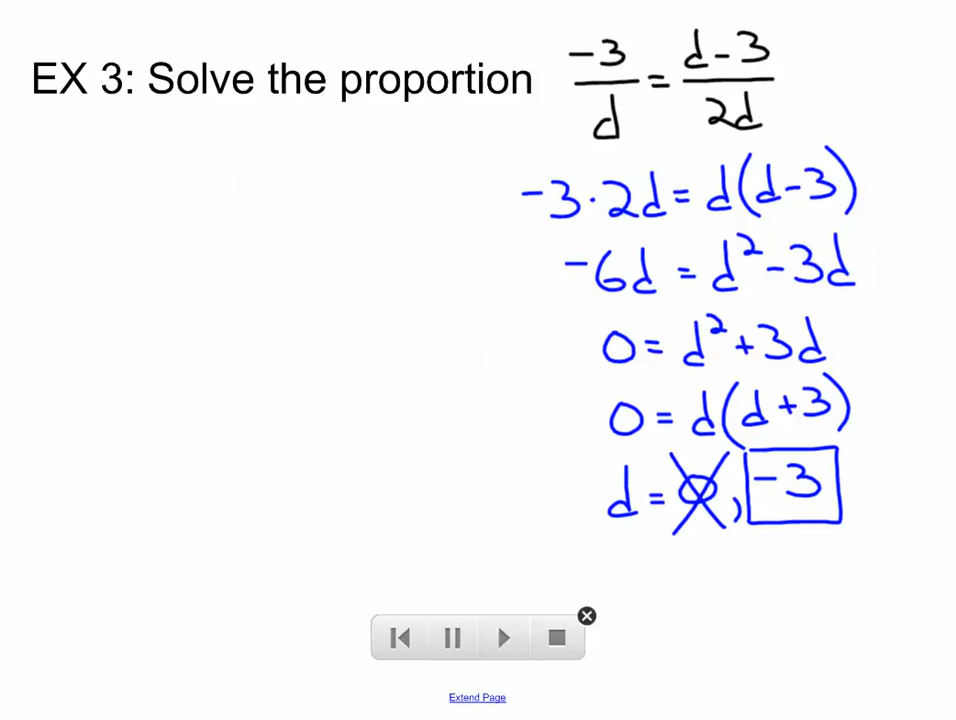 EX 3: Solve the proportion -3/d = d-3/2d
-3·2d = d(d-3)
-6d = d²-3d
0 = d²+3d
0 = d(d+3)
d = 0, -3
Extend Page